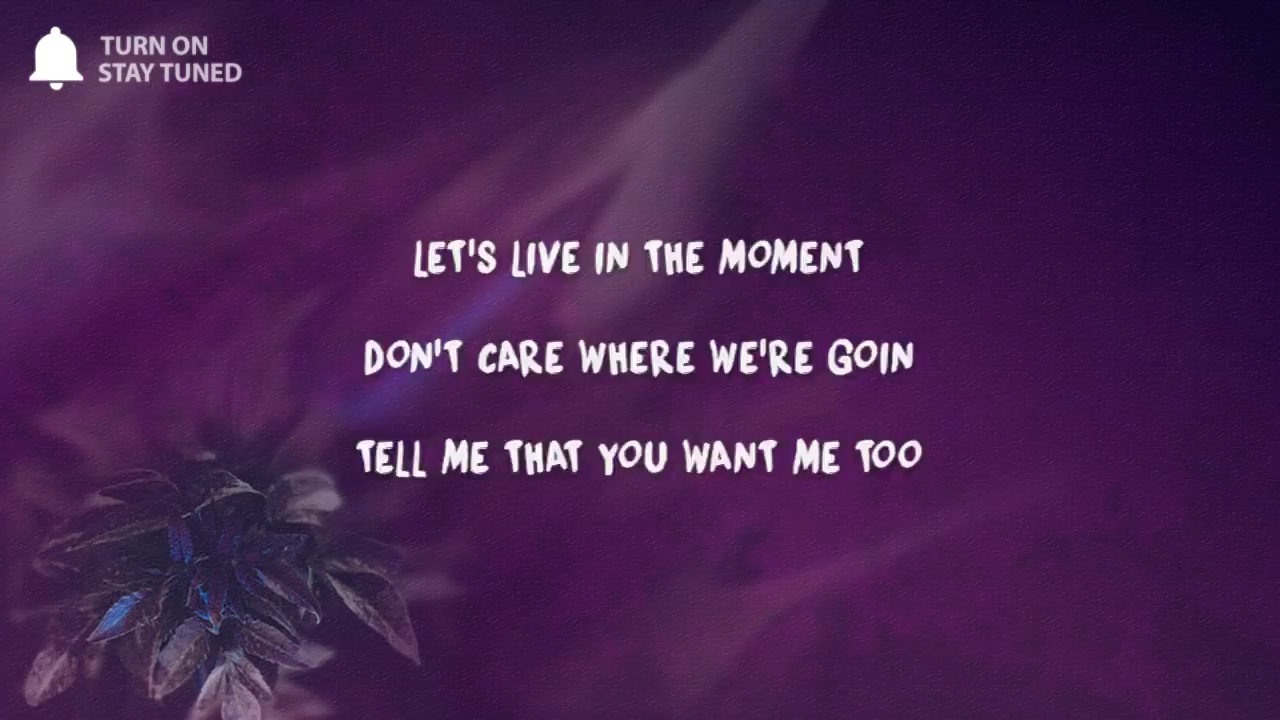 TURN ON
STAY TUNED
LET'S LIVE IN THE MOMENT
DON'T CARE WHERE WE'RE GOIN
TELL ME THAT YOU WANT ME TOO